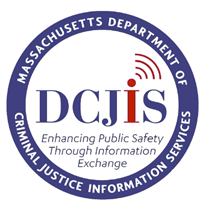 MASSACHUSETTS DEPARTMENT OF
DCJiS
Enhancing Public Safety
Through Information
Exchange
CRIMINAL JUSTICE INFORMATION SERVICES